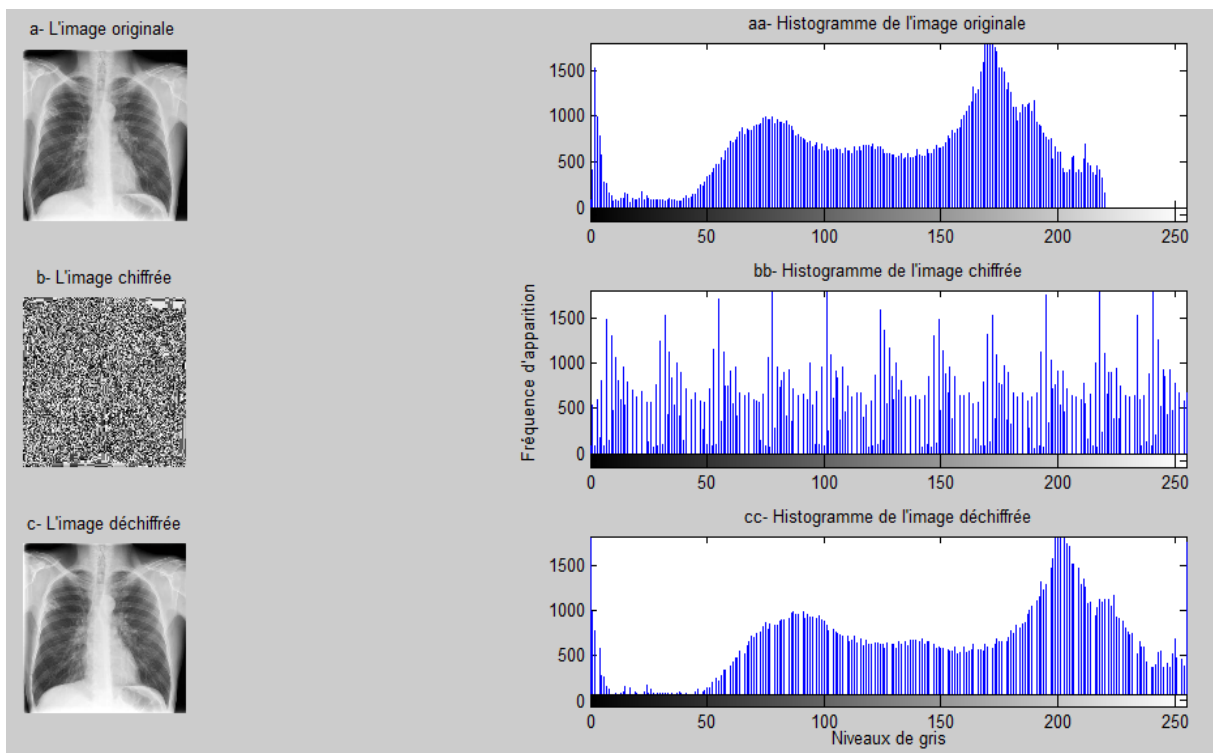 a- L'image originale
aa- Histogramme de l'image originale
1500
1000
500
0
0 50 100 150 200 250
b- L'image chiffrée
bb- Histogramme de l'image chiffrée
Fréquence d'apparition
1500
1000
500
0
0 50 100 150 200 250
c- L'image déchiffrée
cc- Histogramme de l'image déchiffrée
1500
1000
500
0
0 50 100 150 200 250
Niveaux de gris